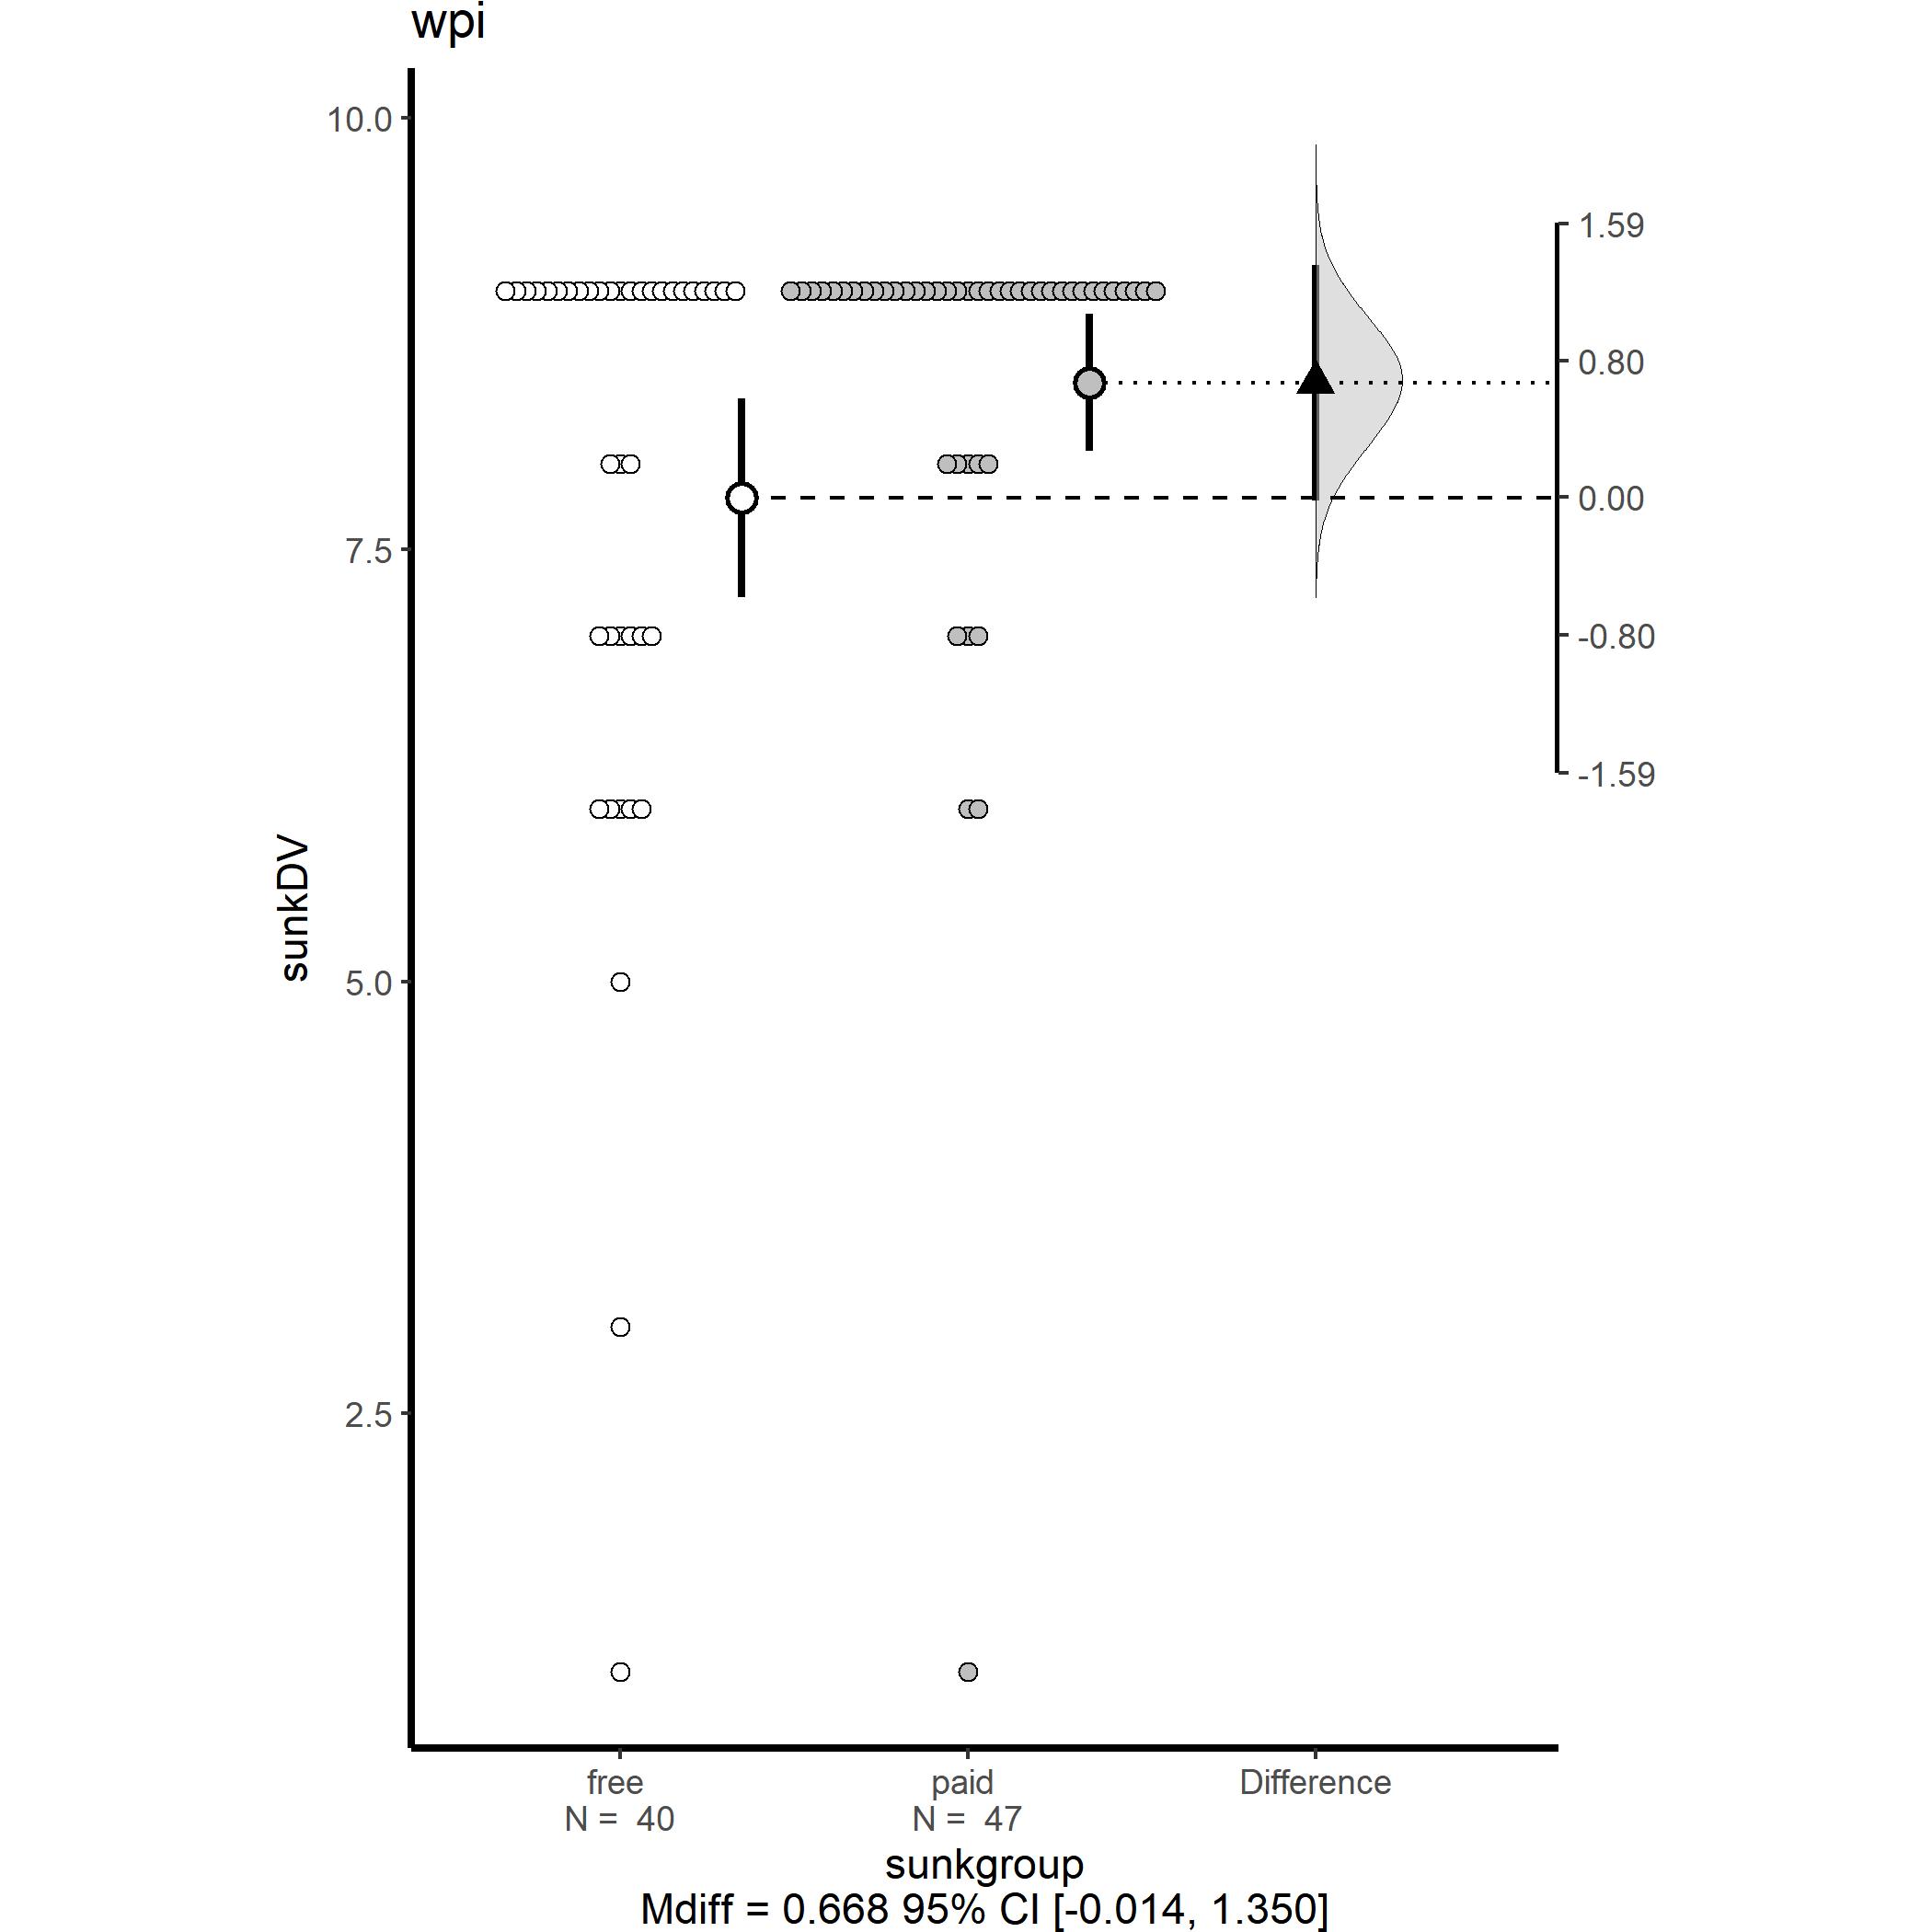 wpi
10.0
7.5
5.0
2.5
sunkDV
1.59
0.80
0.00
-0.80
-1.59
free
N =  40
paid
N =  47
Difference
sunkgroup
Mdiff = 0.668 95% CI [-0.014, 1.350]